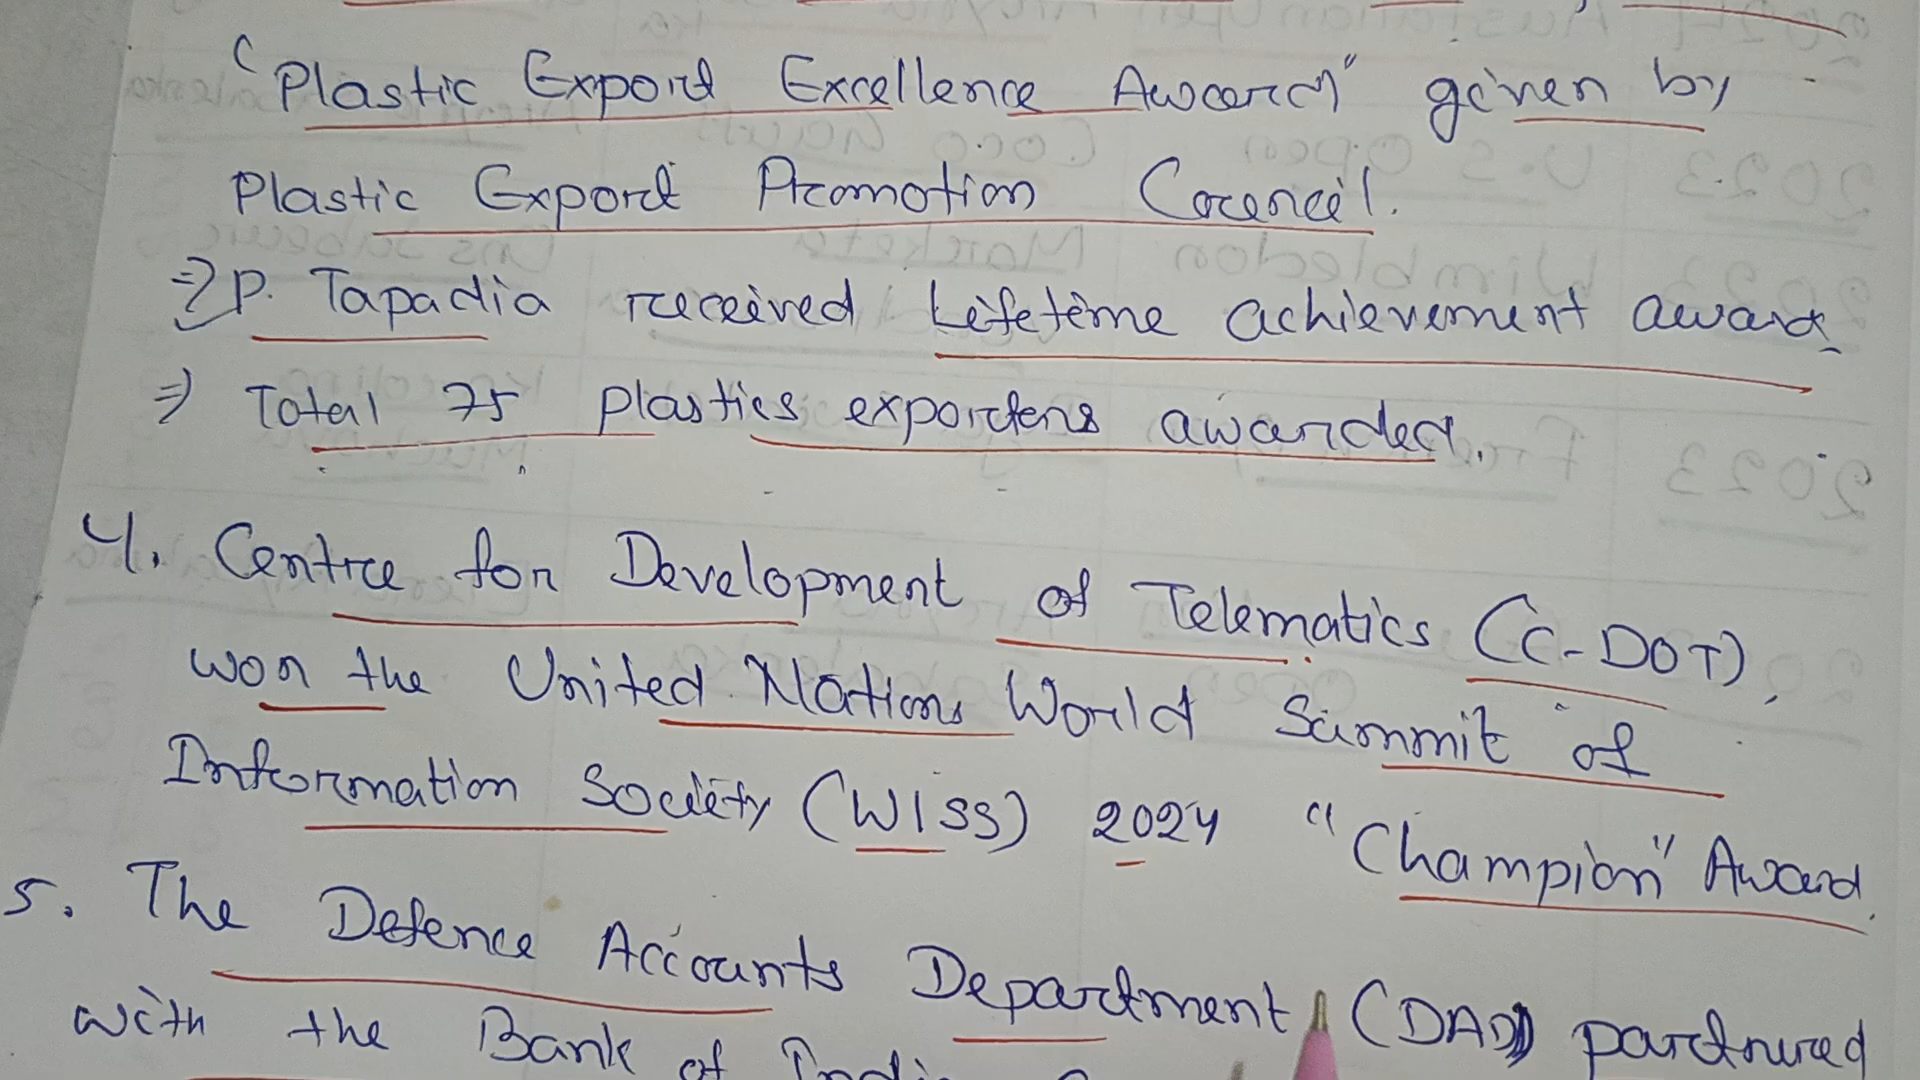 "Plastic Export Excellence Award" given by
Plastic Export Promotion Council.
⇒ P. Tapadia received Lifetime achievement award.
⇒ Total 75 plastics exporters awarded.
4. Centre for Development of Telematics (C-DOT),
won the United Nations World Summit of
Information Society (WISS) 2024 "Champion" Award.
5. The Defence Accounts Department (DAD) partnered
with the Bank of